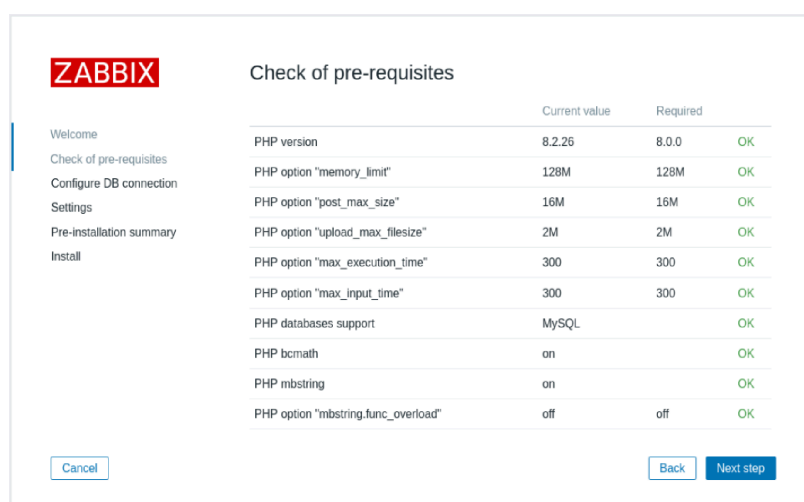 ZABBIX
Check of pre-requisites
Welcome
Check of pre-requisites
Configure DB connection
Settings
Pre-installation summary
Install
Current value Required
PHP version 8.2.26 8.0.0 OK
PHP option "memory_limit" 128M 128M OK
PHP option "post_max_size" 16M 16M OK
PHP option "upload_max_filesize" 2M 2M OK
PHP option "max_execution_time" 300 300 OK
PHP option "max_input_time" 300 300 OK
PHP databases support MySQL OK
PHP bcmath on OK
PHP mbstring on OK
PHP option "mbstring.func_overload" off off OK
Cancel Back Next step